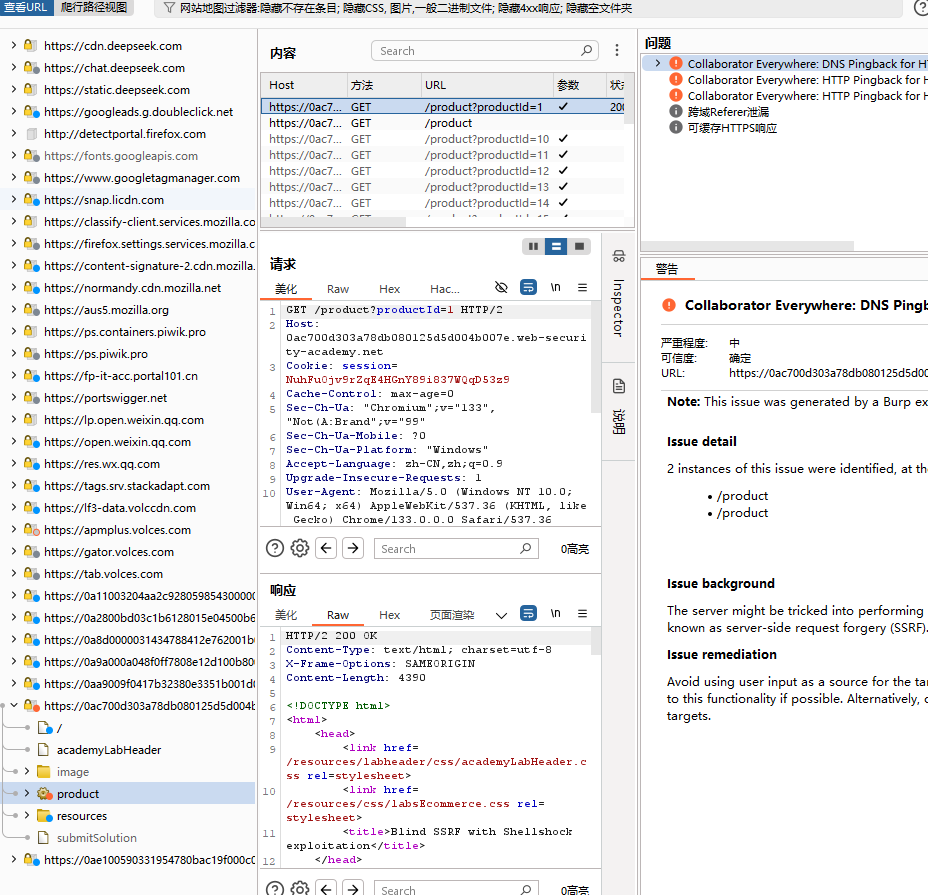 查看URL
爬行路径视图
网站地图过滤器:隐藏不存在条目; 隐藏CSS, 图片,一般二进制文件; 隐藏4xx响应; 隐藏空文件夹
https://cdn.deepseek.com
https://chat.deepseek.com
https://static.deepseek.com
https://googleads.g.doubleclick.net
http://detectportal.firefox.com
https://fonts.googleapis.com
https://www.googletagmanager.com
https://snap.licdn.com
https://classify-client.services.mozilla.co
https://firefox.settings.services.mozilla.c
https://content-signature-2.cdn.mozilla.
https://normandy.cdn.mozilla.net
https://aus5.mozilla.org
https://ps.containers.piwik.pro
https://ps.piwik.pro
https://fp-it-acc.portal101.cn
https://portswigger.net
https://lp.open.weixin.qq.com
https://open.weixin.qq.com
https://res.wx.qq.com
https://tags.srv.stackadapt.com
https://lf3-data.volccdn.com
https://apmplus.volces.com
https://gator.volces.com
https://tab.volces.com
https://0a11003204aa2c92805985430000
https://0a2800bd03c1b6128015e04500b6
https://0a8d0000031434788412e762001b
https://0a9a000a048f0ff7808e12d100b80
https://0aa9009f0417b32380e3351b001d
https://0ac700d303a78db080125d5d004b
/
academyLabHeader
image
product
resources
submitSolution
https://0ae100590331954780bac19f000c0
内容
Search
Host 方法 URL 参数 状
https://0ac7... GET /product?productId=1 ✓ 200
https://0ac7... GET /product
https://0ac7... GET /product?productId=10 ✓
https://0ac7... GET /product?productId=11 ✓
https://0ac7... GET /product?productId=12 ✓
https://0ac7... GET /product?productId=13 ✓
https://0ac7... GET /product?productId=14 ✓
请求
美化 Raw Hex Hac... \n
1 GET /product?productId=1 HTTP/2
2 Host:
0ac700d303a78db080125d5d004b007e.web-securi
ty-academy.net
3 Cookie: session=
NuhFu0jv9rZqE4HGnY89i837WQqD53z9
4 Cache-Control: max-age=0
5 Sec-Ch-Ua: "Chromium";v="133",
"Not(A:Brand";v="99"
6 Sec-Ch-Ua-Mobile: ?0
7 Sec-Ch-Ua-Platform: "Windows"
8 Accept-Language: zh-CN,zh;q=0.9
9 Upgrade-Insecure-Requests: 1
10 User-Agent: Mozilla/5.0 (Windows NT 10.0;
Win64; x64) AppleWebKit/537.36 (KHTML, like
Gecko) Chrome/133.0.0.0 Safari/537.36
Search
0高亮
响应
美化 Raw Hex 页面渲染 \n
1 HTTP/2 200 OK
2 Content-Type: text/html; charset=utf-8
3 X-Frame-Options: SAMEORIGIN
4 Content-Length: 4390
5
6 <!DOCTYPE html>
7 <html>
8 <head>
9 <link href=
/resources/labheader/css/academyLabHeader.c
ss rel=stylesheet>
10 <link href=
/resources/css/labsEcommerce.css rel=
stylesheet>
11 <title>Blind SSRF with Shellshock
exploitation</title>
12 </head>
Search
0高亮
Inspector
说明
问题
Collaborator Everywhere: DNS Pingback for HT
Collaborator Everywhere: HTTP Pingback for H
Collaborator Everywhere: HTTP Pingback for H
跨域Referer泄漏
可缓存HTTPS响应
警告
Collaborator Everywhere: DNS Pingb
严重程度: 中
可信度: 确定
URL: https://0ac700d303a78db080125d5d00
Note: This issue was generated by a Burp ex
Issue detail
2 instances of this issue were identified, at the
• /product
• /product
Issue background
The server might be tricked into performing
known as server-side request forgery (SSRF).
Issue remediation
Avoid using user input as a source for the tar
to this functionality if possible. Alternatively, c
targets.